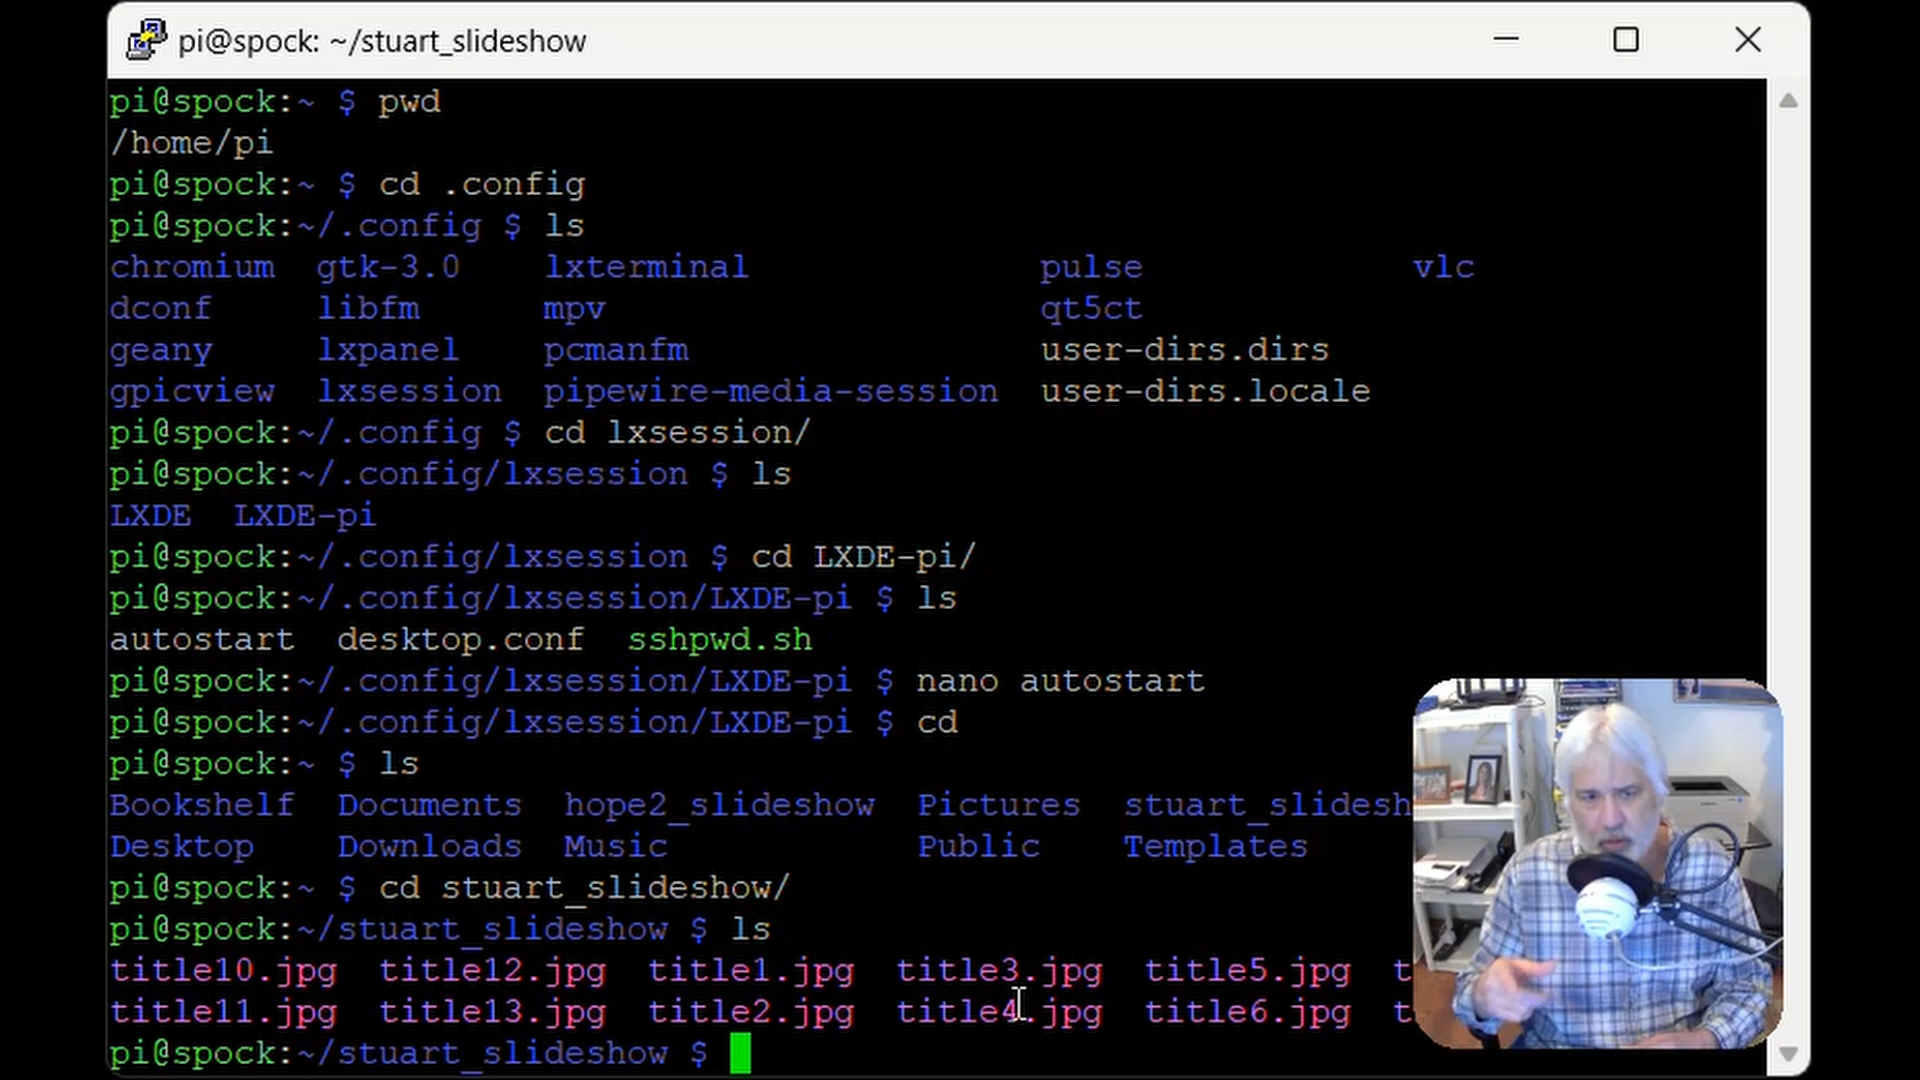 pi@spock: ~/stuart_slideshow
pi@spock:~ $ pwd
/home/pi
pi@spock:~ $ cd .config
pi@spock:~/.config $ ls
chromium gtk-3.0 lxterminal pulse vlc
dconf libfm mpv qt5ct
geany lxpanel pcmanfm user-dirs.dirs
gpicview lxsession pipewire-media-session user-dirs.locale
pi@spock:~/.config $ cd lxsession/
pi@spock:~/.config/lxsession $ ls
LXDE LXDE-pi
pi@spock:~/.config/lxsession $ cd LXDE-pi/
pi@spock:~/.config/lxsession/LXDE-pi $ ls
autostart desktop.conf sshpwd.sh
pi@spock:~/.config/lxsession/LXDE-pi $ nano autostart
pi@spock:~/.config/lxsession/LXDE-pi $ cd
pi@spock:~ $ ls
Bookshelf Documents hope2_slideshow Pictures stuart_slidesh
Desktop Downloads Music Public Templates
pi@spock:~ $ cd stuart_slideshow/
pi@spock:~/stuart_slideshow $ ls
title10.jpg title12.jpg title1.jpg title3.jpg title5.jpg t
title11.jpg title13.jpg title2.jpg title4.jpg title6.jpg t
pi@spock:~/stuart_slideshow $